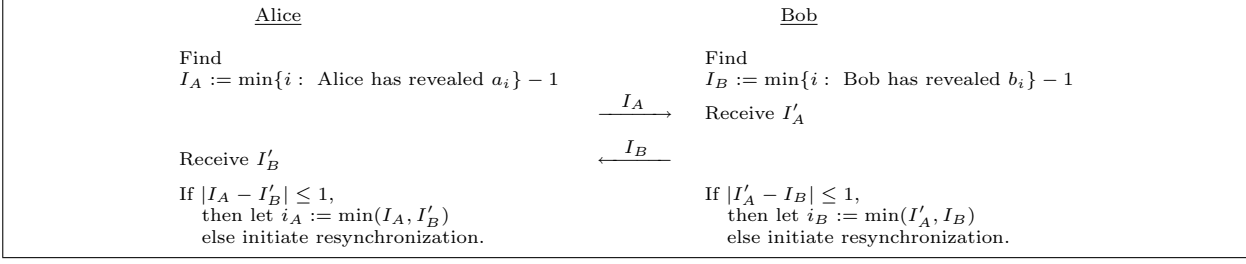 Alice Bob
Find Find
I_A := min{i : Alice has revealed a_i} − 1 I_B := min{i : Bob has revealed b_i} − 1
I_A
Receive I′_A
I_B
Receive I′_B
If |I_A − I′_B| ≤ 1, If |I′_A − I_B| ≤ 1,
then let i_A := min(I_A, I′_B) then let i_B := min(I′_A, I_B)
else initiate resynchronization. else initiate resynchronization.